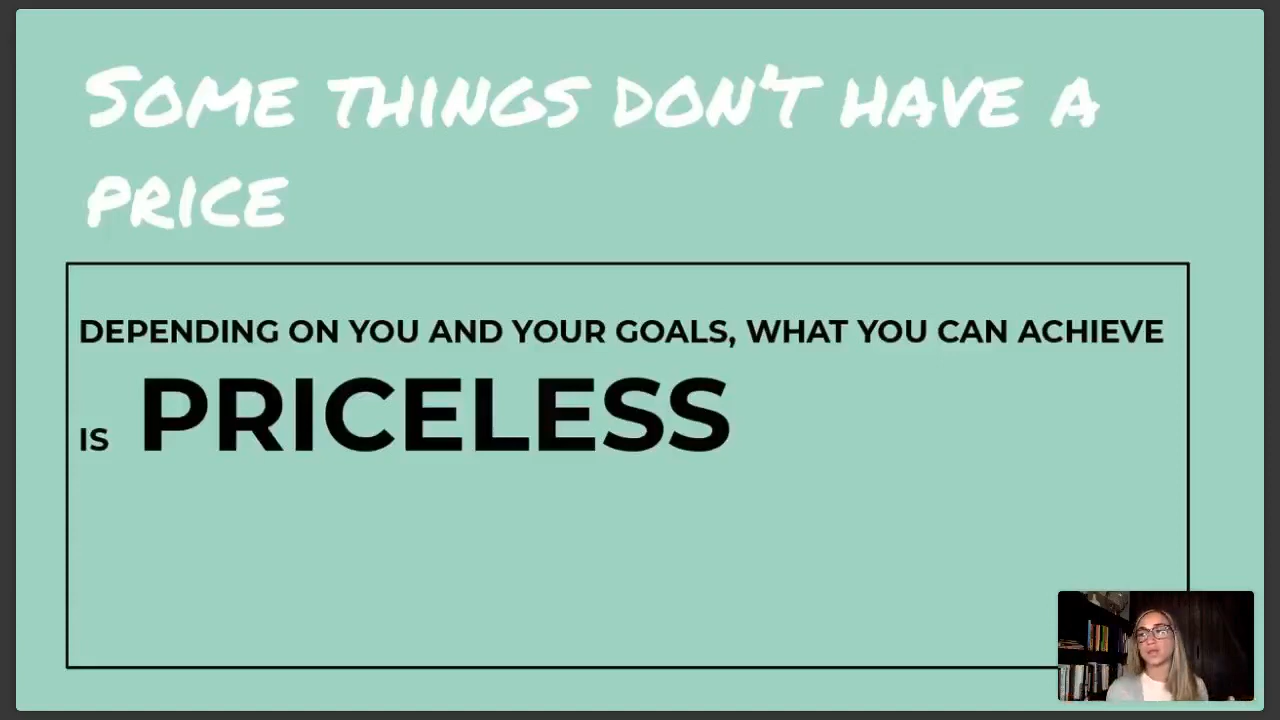 SOME THINGS DON'T HAVE A
PRICE
DEPENDING ON YOU AND YOUR GOALS, WHAT YOU CAN ACHIEVE
IS PRICELESS